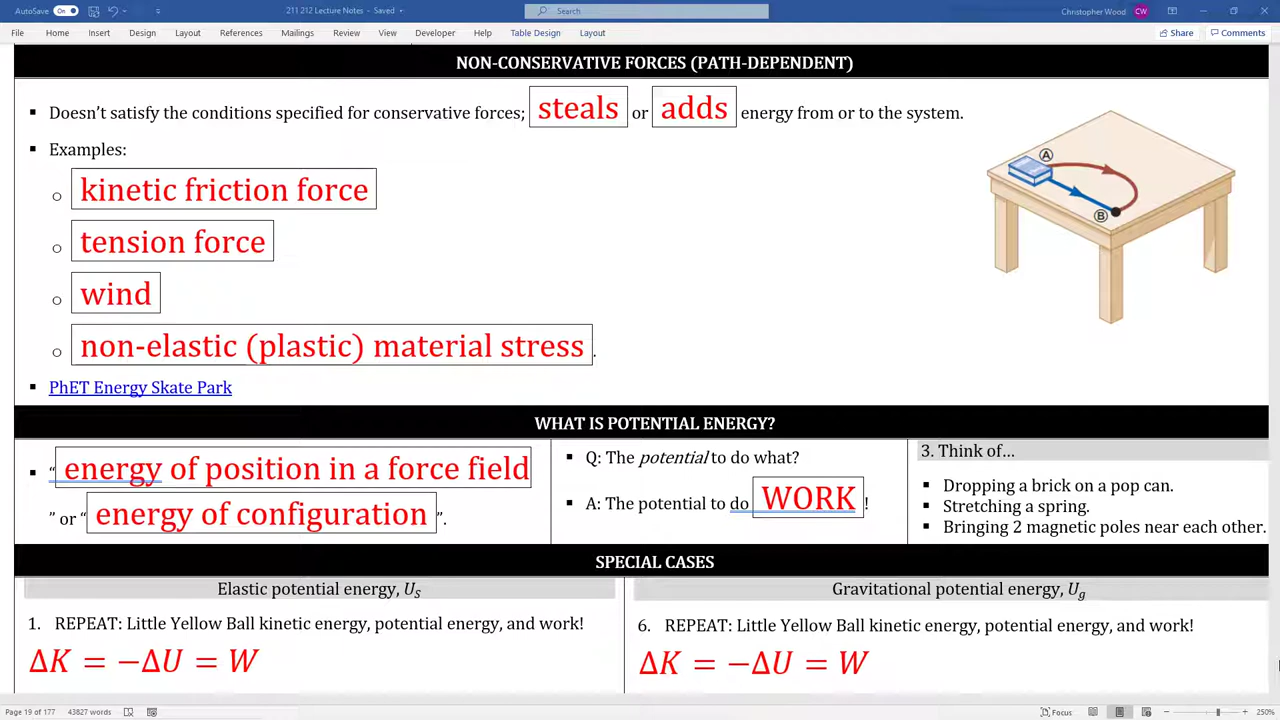 AutoSave On 211 212 Lecture Notes - Saved Search Christopher Wood CW
File Home Insert Design Layout References Mailings Review View Developer Help Table Design Layout Share Comments
NON-CONSERVATIVE FORCES (PATH-DEPENDENT)
▪ Doesn't satisfy the conditions specified for conservative forces; steals or adds energy from or to the system.
▪ Examples:
○ kinetic friction force
○ tension force
○ wind
○ non-elastic (plastic) material stress.
▪ PhET Energy Skate Park
A
B
WHAT IS POTENTIAL ENERGY?
▪ "energy of position in a force field
" or "energy of configuration".
▪ Q: The potential to do what?
▪ A: The potential to do WORK!
3. Think of…
▪ Dropping a brick on a pop can.
▪ Stretching a spring.
▪ Bringing 2 magnetic poles near each other.
SPECIAL CASES
Elastic potential energy, U_S
1. REPEAT: Little Yellow Ball kinetic energy, potential energy, and work!
ΔK = −ΔU = W
Gravitational potential energy, U_g
6. REPEAT: Little Yellow Ball kinetic energy, potential energy, and work!
ΔK = −ΔU = W
Page 19 of 177 43827 words Focus 250%